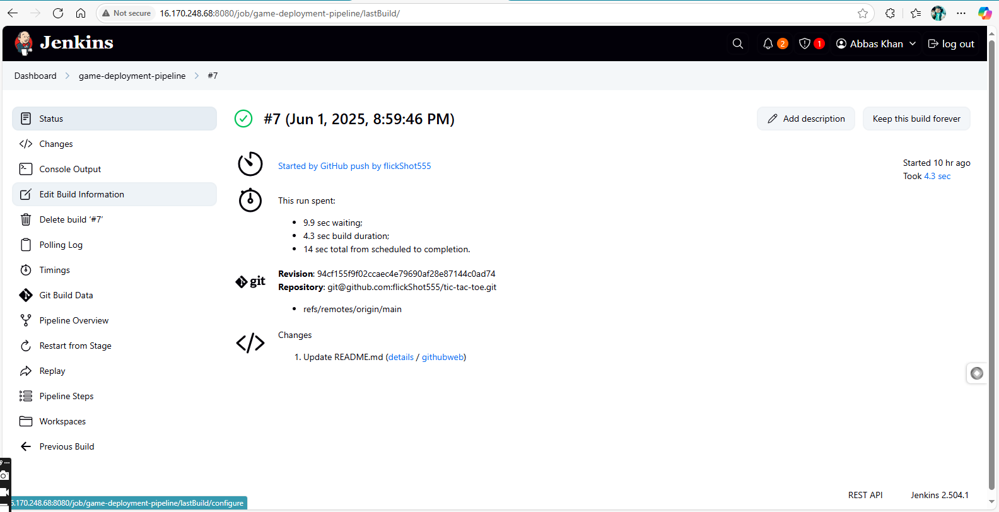 Not secure 16.170.248.68:8080/job/game-deployment-pipeline/lastBuild/
Jenkins
2
1
Abbas Khan
log out
Dashboard > game-deployment-pipeline > #7
Status
Changes
Console Output
Edit Build Information
Delete build ‘#7’
Polling Log
Timings
Git Build Data
Pipeline Overview
Restart from Stage
Replay
Pipeline Steps
Workspaces
Previous Build
#7 (Jun 1, 2025, 8:59:46 PM)
Add description
Keep this build forever
Started by GitHub push by flickShot555
Started 10 hr ago
Took 4.3 sec
This run spent:
9.9 sec waiting;
4.3 sec build duration;
14 sec total from scheduled to completion.
git
Revision: 94cf155f9f02ccaec4e79690af28e87144c0ad74
Repository: git@github.com:flickShot555/tic-tac-toe.git
refs/remotes/origin/main
Changes
1. Update README.md (details / githubweb)
REST API
Jenkins 2.504.1
6.170.248.68:8080/job/game-deployment-pipeline/lastBuild/configure